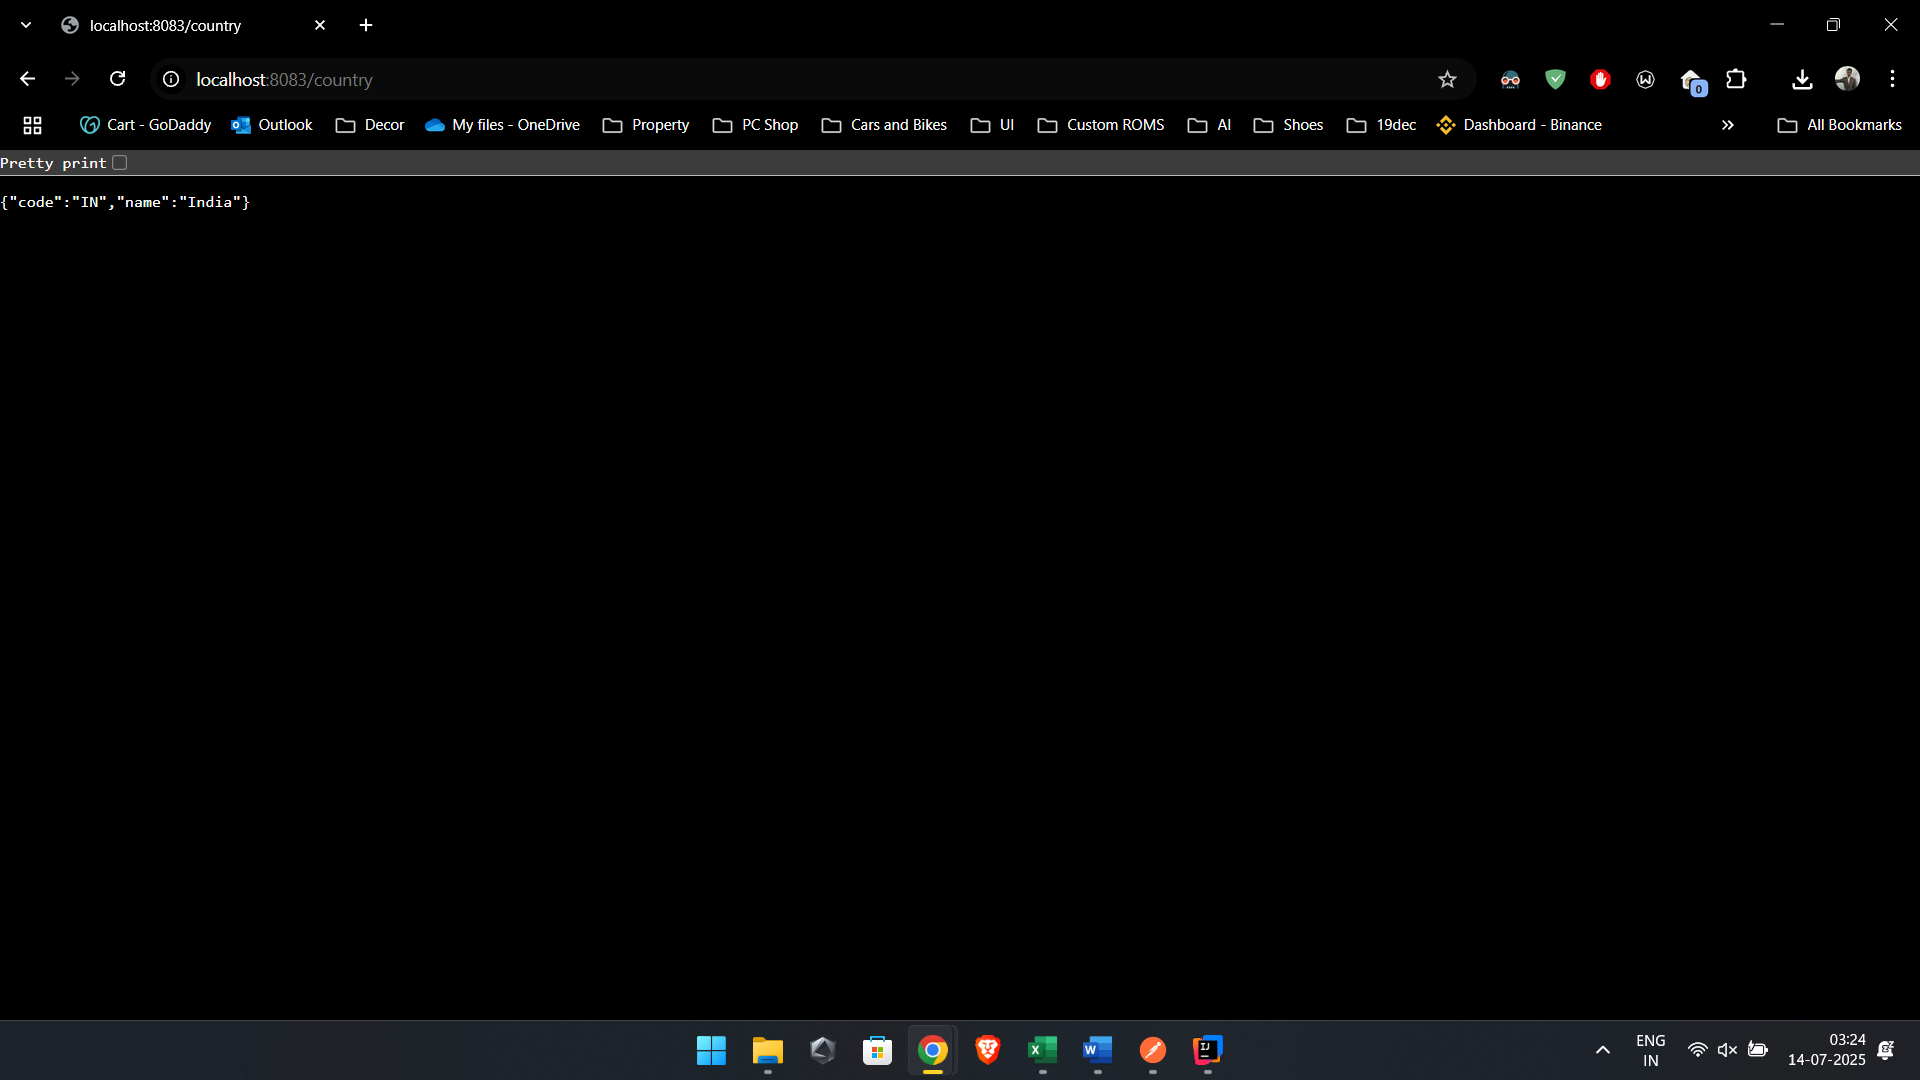 localhost:8083/country
localhost:8083/country
0
Cart - GoDaddy Outlook Decor My files - OneDrive Property PC Shop Cars and Bikes UI Custom ROMS AI Shoes 19dec Dashboard - Binance All Bookmarks
Pretty print
{"code":"IN","name":"India"}
ENG
IN
03:24
14-07-2025